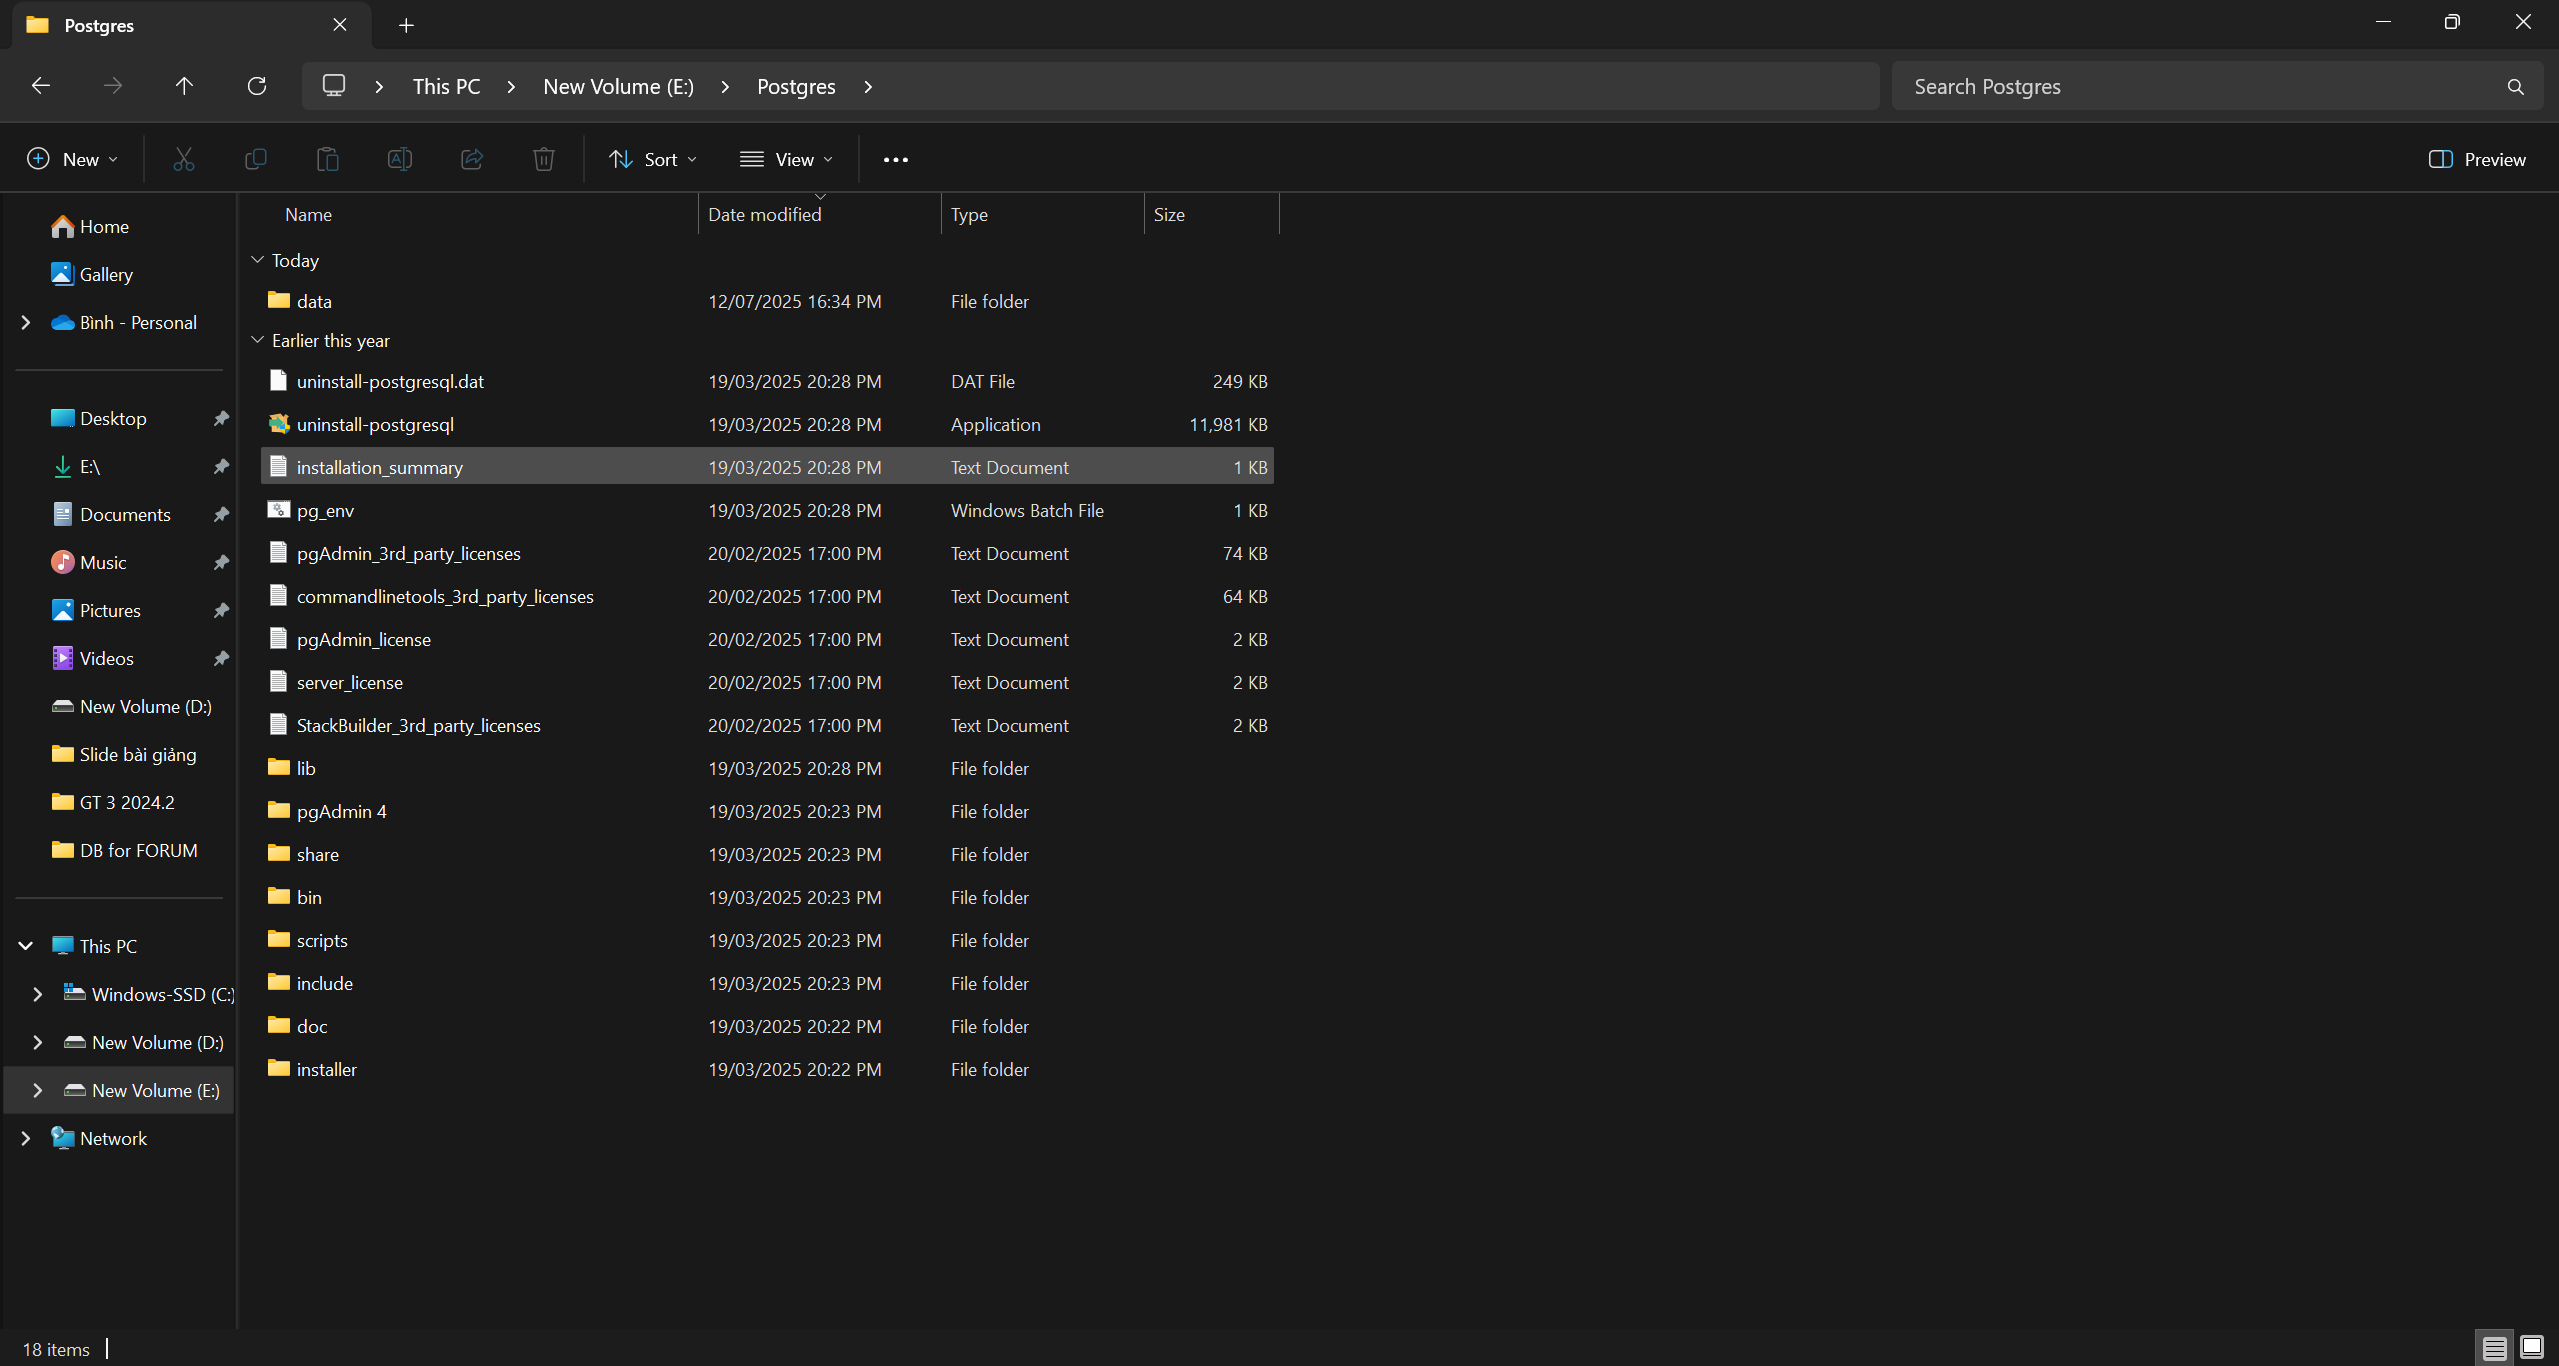 Postgres
This PC
New Volume (E:)
Postgres
Search Postgres
New
Sort
View
Preview
Home
Gallery
Bình - Personal
Desktop
E:\
Documents
Music
Pictures
Videos
New Volume (D:)
Slide bài giảng
GT 3 2024.2
DB for FORUM
This PC
Windows-SSD (C:)
New Volume (D:)
New Volume (E:)
Network
Name Date modified Type Size
Today
data 12/07/2025 16:34 PM File folder
Earlier this year
uninstall-postgresql.dat 19/03/2025 20:28 PM DAT File 249 KB
uninstall-postgresql 19/03/2025 20:28 PM Application 11,981 KB
installation_summary 19/03/2025 20:28 PM Text Document 1 KB
pg_env 19/03/2025 20:28 PM Windows Batch File 1 KB
pgAdmin_3rd_party_licenses 20/02/2025 17:00 PM Text Document 74 KB
commandlinetools_3rd_party_licenses 20/02/2025 17:00 PM Text Document 64 KB
pgAdmin_license 20/02/2025 17:00 PM Text Document 2 KB
server_license 20/02/2025 17:00 PM Text Document 2 KB
StackBuilder_3rd_party_licenses 20/02/2025 17:00 PM Text Document 2 KB
lib 19/03/2025 20:28 PM File folder
pgAdmin 4 19/03/2025 20:23 PM File folder
share 19/03/2025 20:23 PM File folder
bin 19/03/2025 20:23 PM File folder
scripts 19/03/2025 20:23 PM File folder
include 19/03/2025 20:23 PM File folder
doc 19/03/2025 20:22 PM File folder
installer 19/03/2025 20:22 PM File folder
18 items